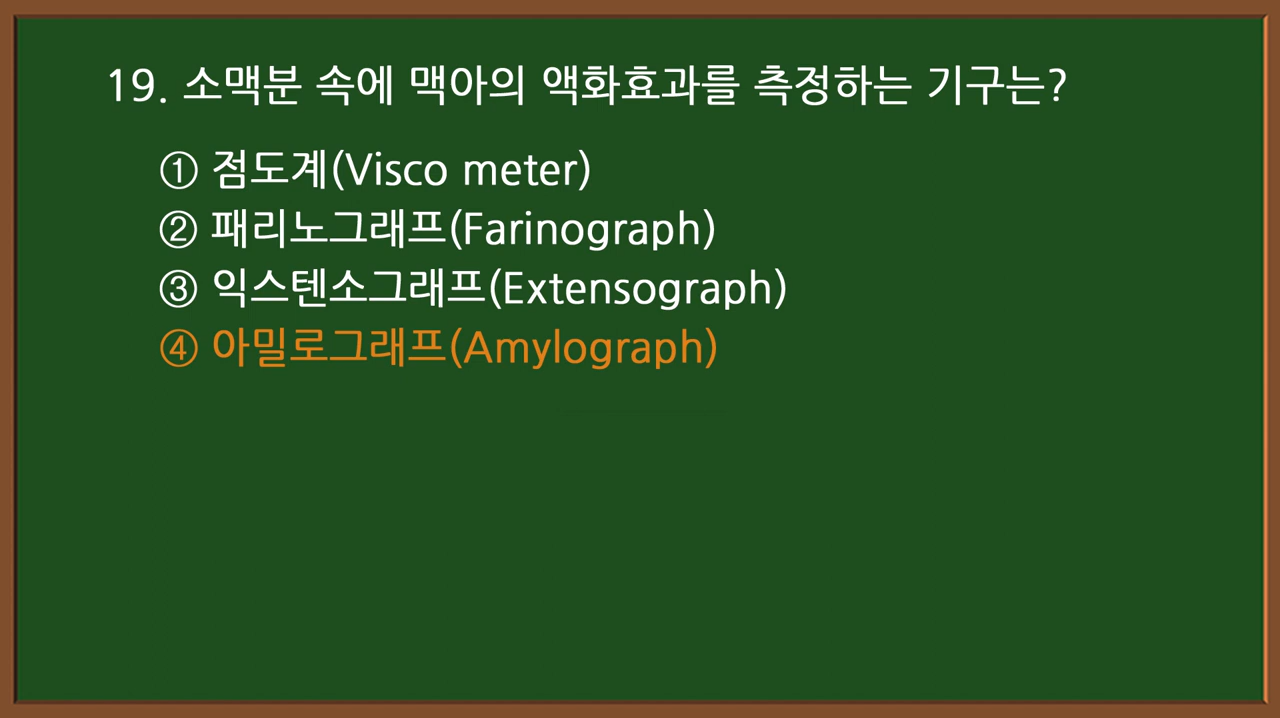 19. 소맥분 속에 맥아의 액화효과를 측정하는 기구는?
① 점도계(Visco meter)
② 패리노그래프(Farinograph)
③ 익스텐소그래프(Extensograph)
④ 아밀로그래프(Amylograph)